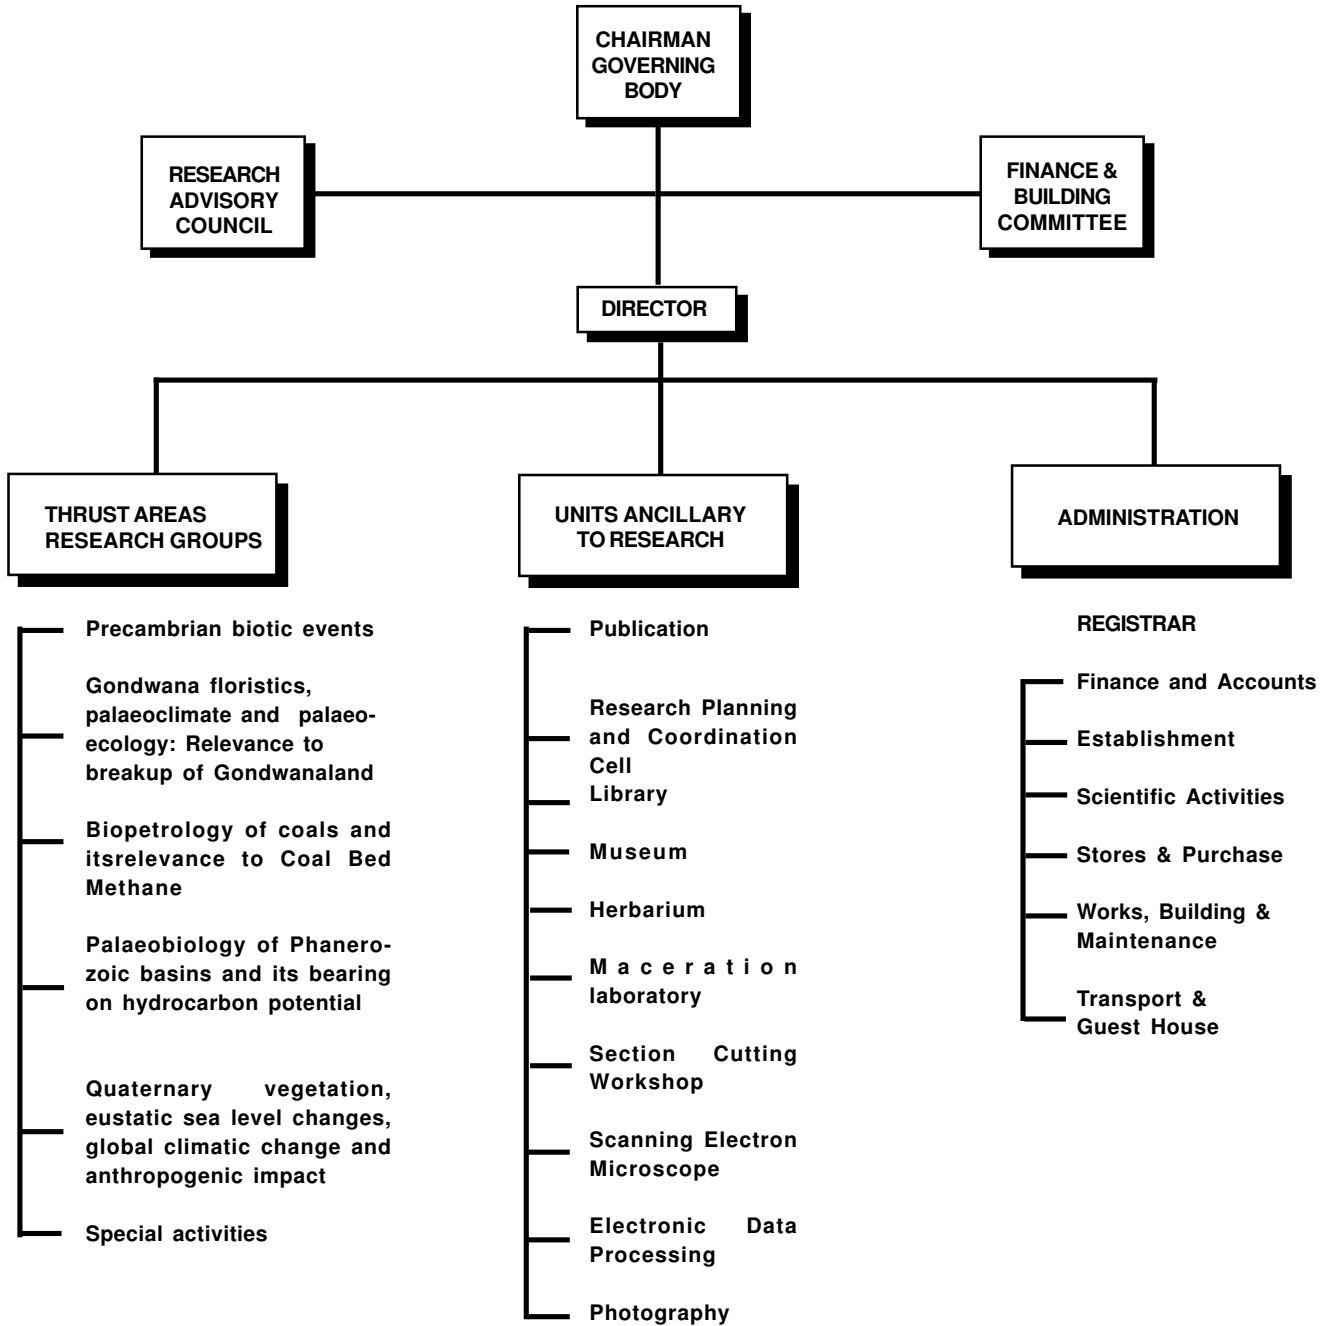 CHAIRMAN
GOVERNING
BODY
RESEARCH
ADVISORY
COUNCIL
FINANCE &
BUILDING
COMMITTEE
DIRECTOR
THRUST AREAS
RESEARCH GROUPS
UNITS ANCILLARY
TO RESEARCH
ADMINISTRATION
Precambrian biotic events
Gondwana floristics,
palaeoclimate and palaeo-
ecology: Relevance to
breakup of Gondwanaland
Biopetrology of coals and
itsrelevance to Coal Bed
Methane
Palaeobiology of Phanero-
zoic basins and its bearing
on hydrocarbon potential
Quaternary vegetation,
eustatic sea level changes,
global climatic change and
anthropogenic impact
Special activities
Publication
Research Planning
and Coordination
Cell
Library
Museum
Herbarium
Maceration
laboratory
Section Cutting
Workshop
Scanning Electron
Microscope
Electronic Data
Processing
Photography
REGISTRAR
Finance and Accounts
Establishment
Scientific Activities
Stores & Purchase
Works, Building &
Maintenance
Transport &
Guest House